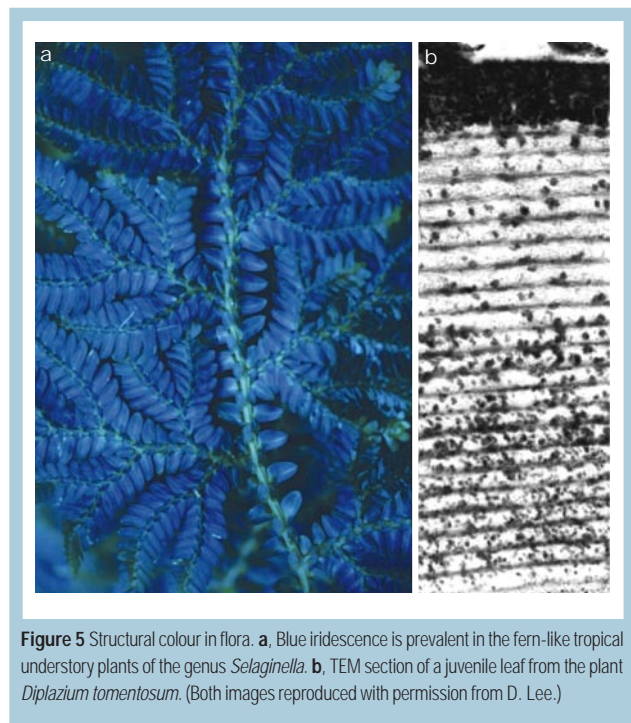 a
b
Figure 5 Structural colour in flora. a, Blue iridescence is prevalent in the fern-like tropical
understory plants of the genus Selaginella. b, TEM section of a juvenile leaf from the plant
Diplazium tomentosum. (Both images reproduced with permission from D. Lee.)